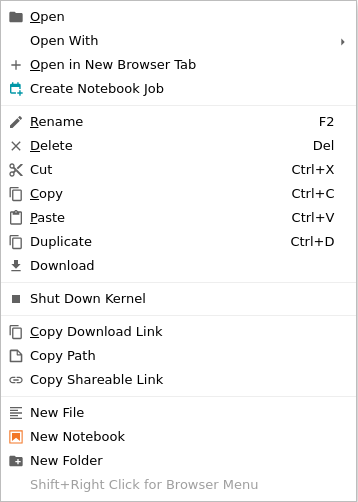 Open
Open With
Open in New Browser Tab
Create Notebook Job
Rename F2
Delete Del
Cut Ctrl+X
Copy Ctrl+C
Paste Ctrl+V
Duplicate Ctrl+D
Download
Shut Down Kernel
Copy Download Link
Copy Path
Copy Shareable Link
New File
New Notebook
New Folder
Shift+Right Click for Browser Menu